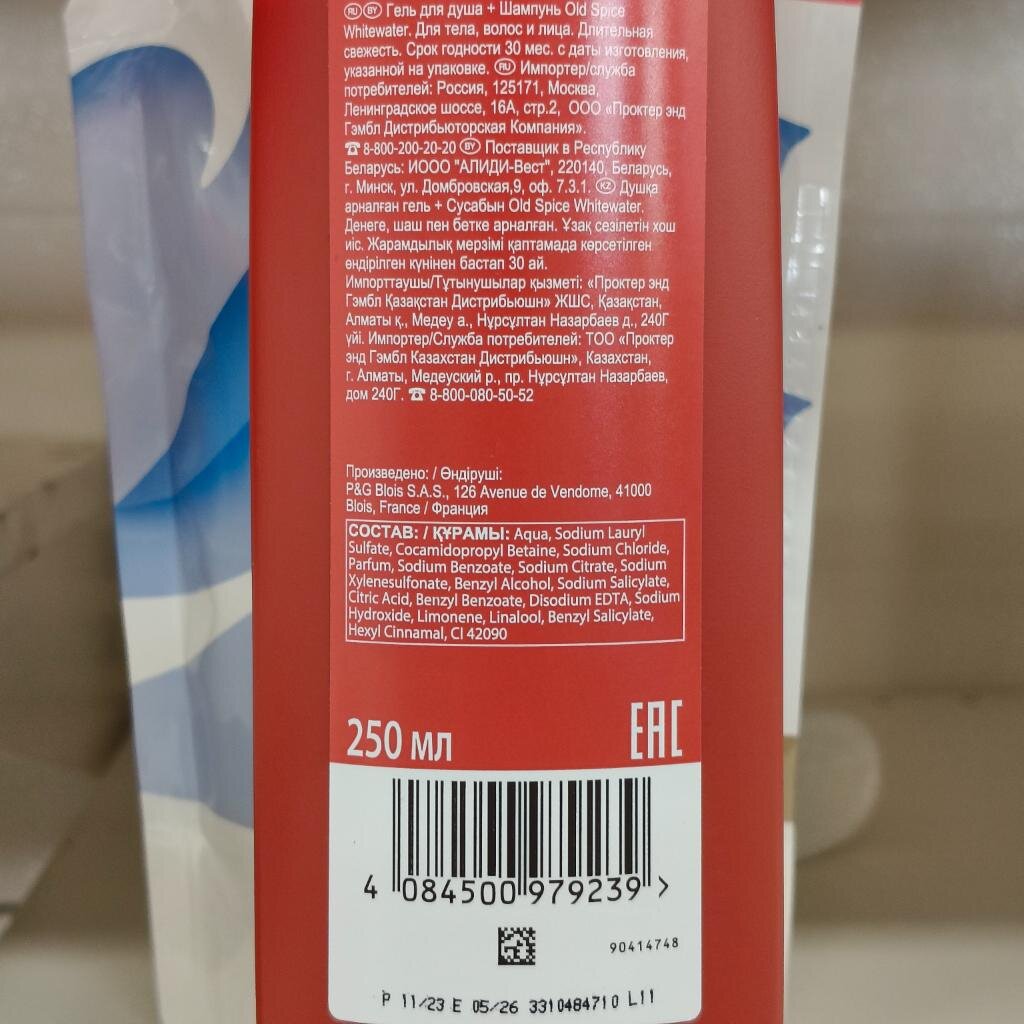 RU BY Гель для душа + Шампунь Old Spice
Whitewater. Для тела, волос и лица. Длительная
свежесть. Срок годности 30 мес. с даты изготовления,
указанной на упаковке. RU Импортер/служба
потребителей: Россия, 125171, Москва,
Ленинградское шоссе, 16А, стр.2, ООО «Проктер энд
Гэмбл Дистрибьюторская Компания».
☎ 8-800-200-20-20 BY Поставщик в Республику
Беларусь: ИООО "АЛИДИ-Вест", 220140, Беларусь,
г. Минск, ул. Домбровская,9, оф. 7.3.1. KZ Душқа
арналған гель + Сусабын Old Spice Whitewater.
Денеге, шаш пен бетке арналған. Ұзақ сезілетін хош
иіс. Жарамдылық мерзімі қаптамада көрсетілген
өндірілген күнінен бастап 30 ай.
Импорттаушы/Тұтынушылар қызметі: «Проктер энд
Гэмбл Қазақстан Дистрибьюшн» ЖШС, Қазақстан,
Алматы қ., Медеу а., Нұрсұлтан Назарбаев д., 240Г
үйі. Импортер/Служба потребителей: ТОО «Проктер
энд Гэмбл Казахстан Дистрибьюшн», Казахстан,
г. Алматы, Медеуский р., пр. Нұрсұлтан Назарбаев,
дом 240Г. ☎ 8-800-080-50-52
Произведено: / Өндіруші:
P&G Blois S.A.S., 126 Avenue de Vendome, 41000
Blois, France / Франция
СОСТАВ: / ҚҰРАМЫ: Aqua, Sodium Lauryl
Sulfate, Cocamidopropyl Betaine, Sodium Chloride,
Parfum, Sodium Benzoate, Sodium Citrate, Sodium
Xylenesulfonate, Benzyl Alcohol, Sodium Salicylate,
Citric Acid, Benzyl Benzoate, Disodium EDTA, Sodium
Hydroxide, Limonene, Linalool, Benzyl Salicylate,
Hexyl Cinnamal, CI 42090
250 мл
EAC
4 084500 979239 >
90414748
P 11/23 E 05/26 3310484710 L11